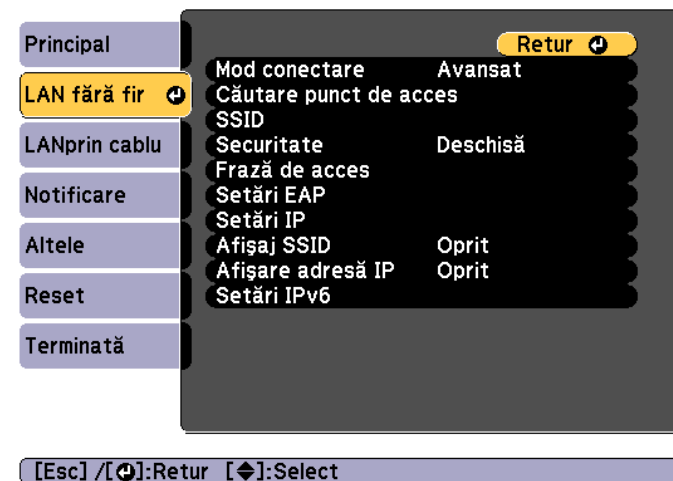 Principal
LAN fără fir
LANprin cablu
Notificare
Altele
Reset
Terminată
Retur
Mod conectare Avansat
Căutare punct de acces
SSID
Securitate Deschisă
Frază de acces
Setări EAP
Setări IP
Afişaj SSID Oprit
Afişare adresă IP Oprit
Setări IPv6
[Esc] /[⏎]:Retur [◆]:Select